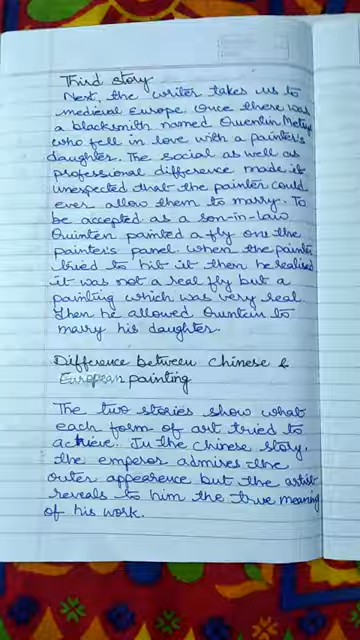 Third story
Next, the writer takes us to
medieval Europe. Once there was
a blacksmith named Quentin Metsys
who fell in love with a painter's
daughter. The social as well as
professional difference made it
unexpected that the painter could
ever allow them to marry. To
be accepted as a son-in-law
Quinten painted a fly on the
painter's panel. When the painter
tried to hit it then he realised
it was not a real fly but a
painting which was very real.
Then he allowed Quntein to
marry his daughter.
Difference between Chinese &
European painting
The two stories show what
each form of art tried to
achieve. In the Chinese story,
the emperor admires the
outer appearence but the artist
reveals to him the true meaning
of his work.